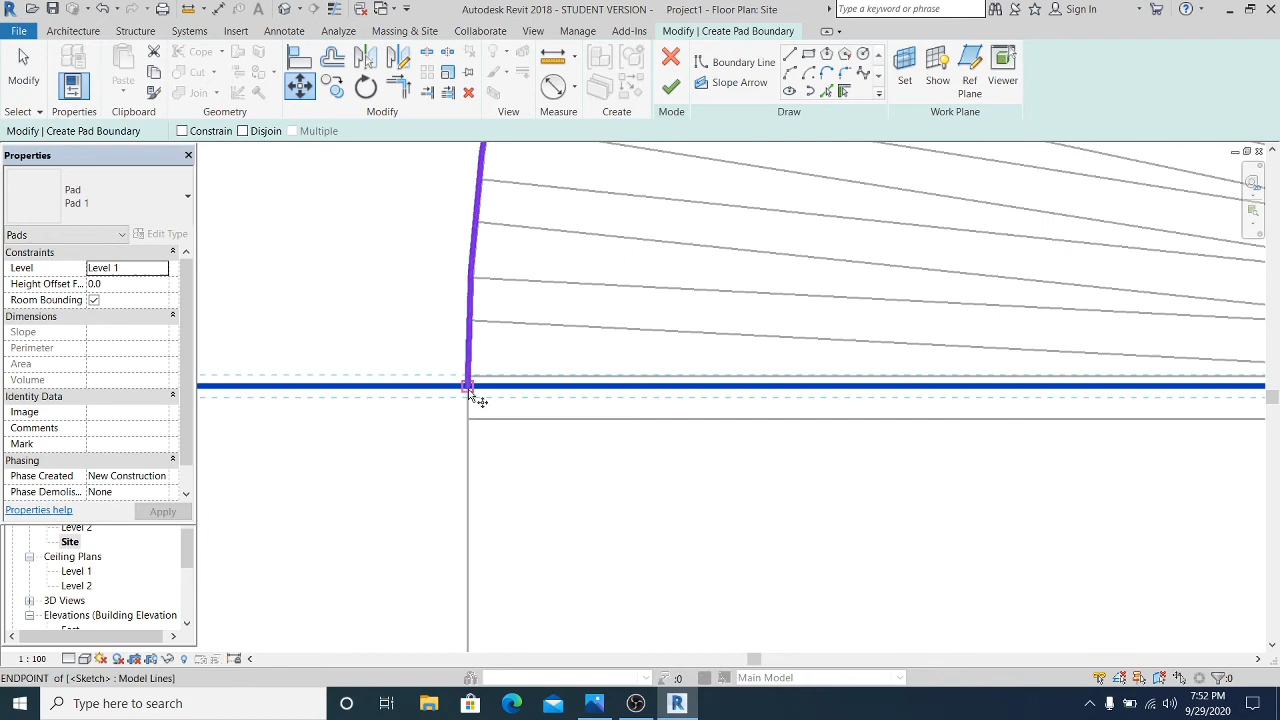 Autodesk Revit 2018 - STUDENT VERSION -    Project1 - Floor Plan: Site
Type a keyword or phrase
Sign In
File
Architecture
Structure
Systems
Insert
Annotate
Analyze
Massing & Site
Collaborate
View
Manage
Add-Ins
Modify | Create Pad Boundary
Modify
Paste
Cope
Cut
Join
Boundary Line
Slope Arrow
Set
Show
Ref
Plane
Viewer
Select
Properties
Clipboard
Geometry
Modify
View
Measure
Create
Mode
Draw
Work Plane
Modify | Create Pad Boundary
Constrain
Disjoin
Multiple
Properties
Pad
Pad 1
Pads
Edit Type
Constraints
Level
Level 1
Height Offset F...
0.0
Room Bounding
Dimensions
Slope
Perimeter
Area
Volume
Identity Data
Image
Comments
Mark
Phasing
Phase Created
New Construction
Phase Demolis...
None
Properties help
Apply
Level 2
Site
Ceiling Plans
Level 1
Level 2
3D Views
Elevations (Building Elevation
1 : 100
ENDPOINT of (<Sketch> : Model Lines)
:0
Main Model
:0
Type here to search
7:52 PM
9/29/2020